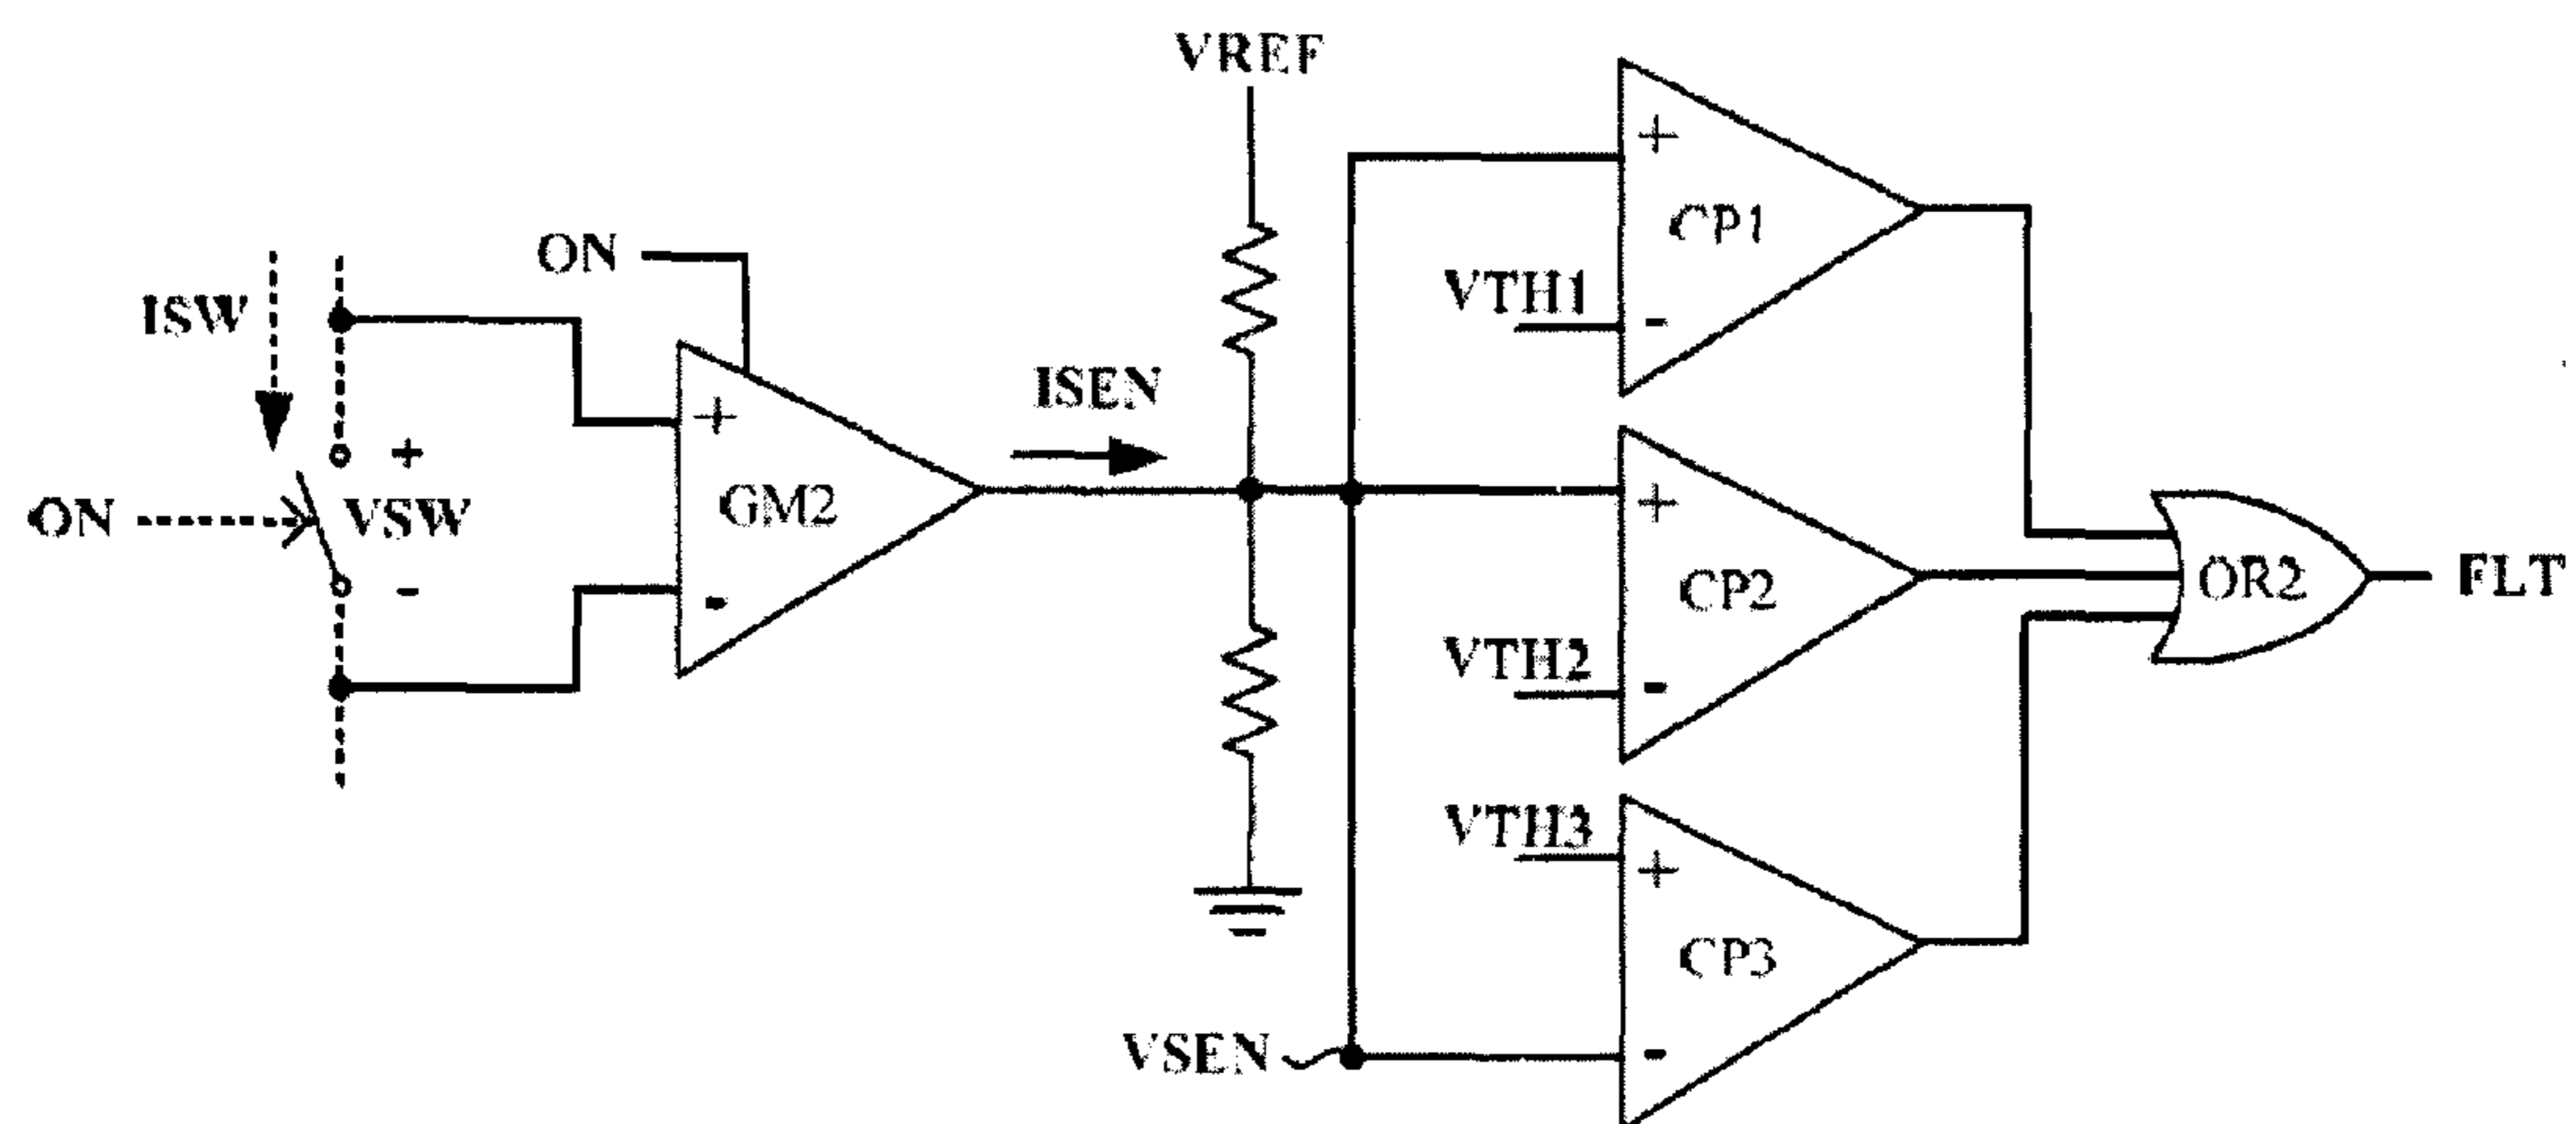 VREF
ON
+
CP1
ISW
VTH1
-
ISEN
+
+
GM2
+
ON
VSW
CP2
OR2
FLT
-
-
VTH2
-
VTH3
+
CP3
VSEN
-